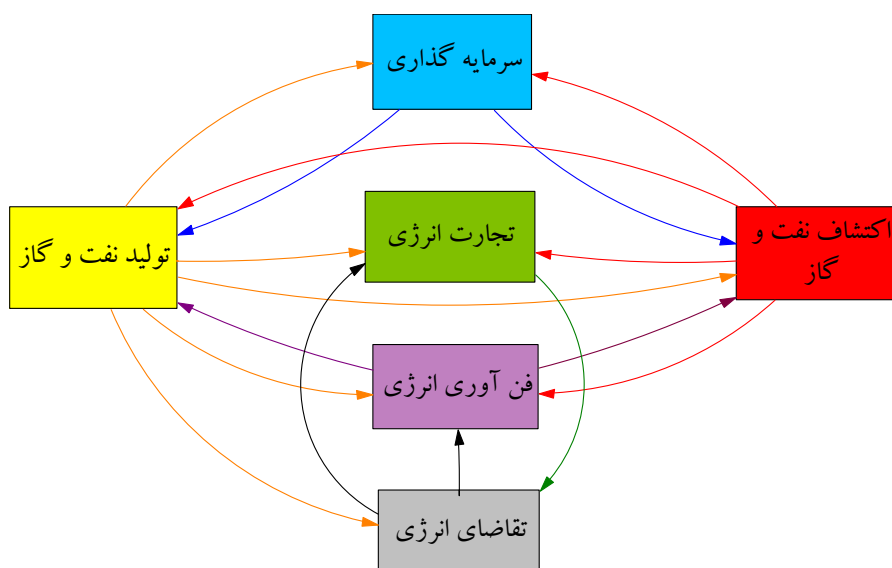 سرمایه گذاری
اکتشاف نفت و
گاز
تجارت انرژی
تولید نفت و گاز
فن آوری انرژی
تقاضای انرژی